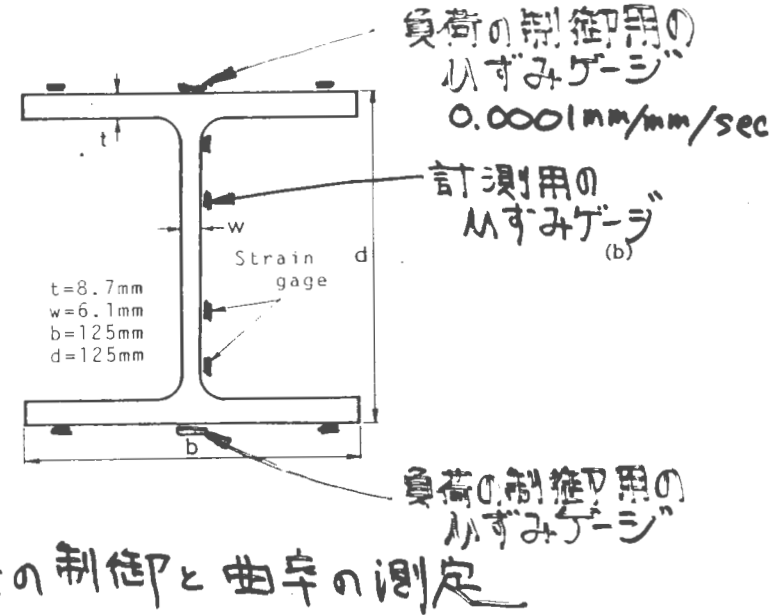 負荷の制御用の
ひずみゲージ
0.0001mm/mm/sec
t
計測用の
ひずみゲージ
(b)
w
d
Strain
gage
t=8.7mm
w=6.1mm
b=125mm
d=125mm
b
負荷の制御用の
ひずみゲージ
の制御と曲率の測定